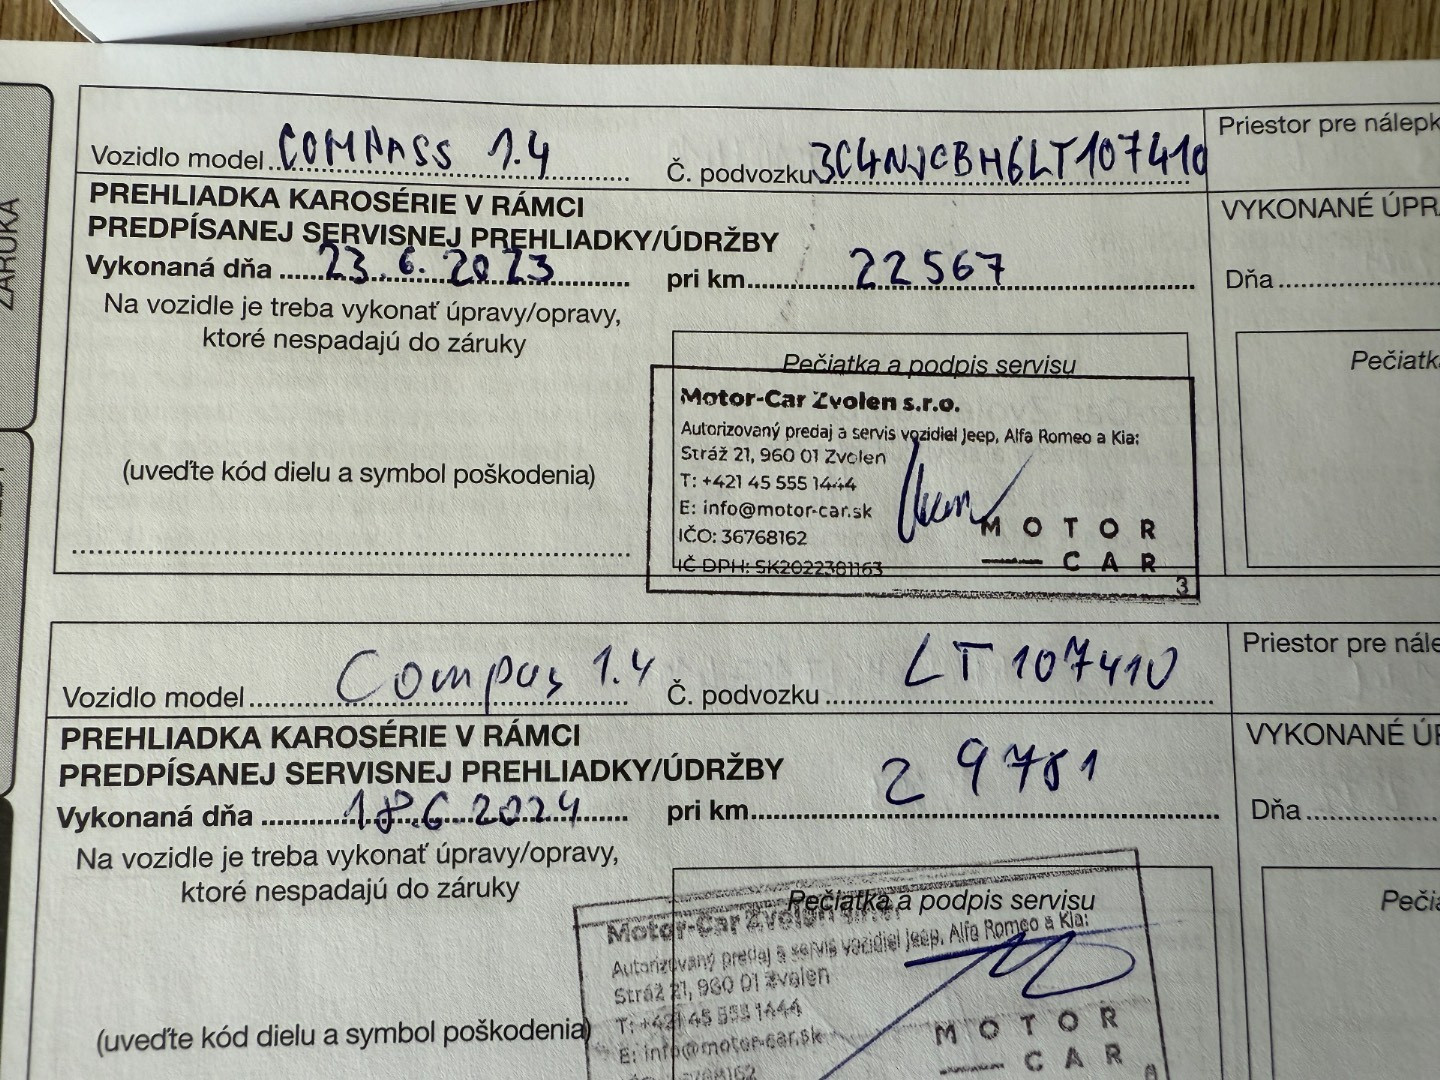 ZÁRUKA
Vozidlo model COMPASS 1.4 Č. podvozku 3C4NJCBH6LT107410
Priestor pre nálepk
PREHLIADKA KAROSÉRIE V RÁMCI
PREDPÍSANEJ SERVISNEJ PREHLIADKY/ÚDRŽBY
VYKONANÉ ÚPR
Vykonaná dňa 23.6.2023 pri km 22567
Dňa
Na vozidle je treba vykonať úpravy/opravy,
ktoré nespadajú do záruky
Pečiatka a podpis servisu
Pečiatk
Motor-Car Zvolen s.r.o.
Autorizovaný predaj a servis vozidiel Jeep, Alfa Romeo a Kia:
Stráž 21, 960 01 Zvolen
(uveďte kód dielu a symbol poškodenia)
T: +421 45 555 1444
E: info@motor-car.sk
IČO: 36768162
IČ DPH: SK2022381163
MOTOR
CAR
3
Vozidlo model Compas 1.4 Č. podvozku LT107410
Priestor pre nále
PREHLIADKA KAROSÉRIE V RÁMCI
PREDPÍSANEJ SERVISNEJ PREHLIADKY/ÚDRŽBY
VYKONANÉ ÚP
Vykonaná dňa 18.6.2024 pri km 29781
Dňa
Na vozidle je treba vykonať úpravy/opravy,
ktoré nespadajú do záruky
Pečiatka a podpis servisu
Pečia
Motor-Car Zvolen
Autorizovaný predaj a servis vozidiel Jeep, Alfa Romeo a Kia:
Stráž 21, 960 01 Zvolen
T: +421 45 555 1444
(uveďte kód dielu a symbol poškodenia)
E: info@motor-car.sk
MOTOR
CAR